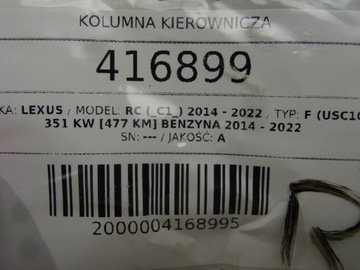 KOLUMNA KIEROWNICZA
416899
KA: LEXUS / MODEL: RC (_C1_) 2014 - 2022 / TYP: F (USC10
351 KW [477 KM] BENZYNA 2014 - 2022
SN: --- / JAKOŚĆ: A
2000004168995
R